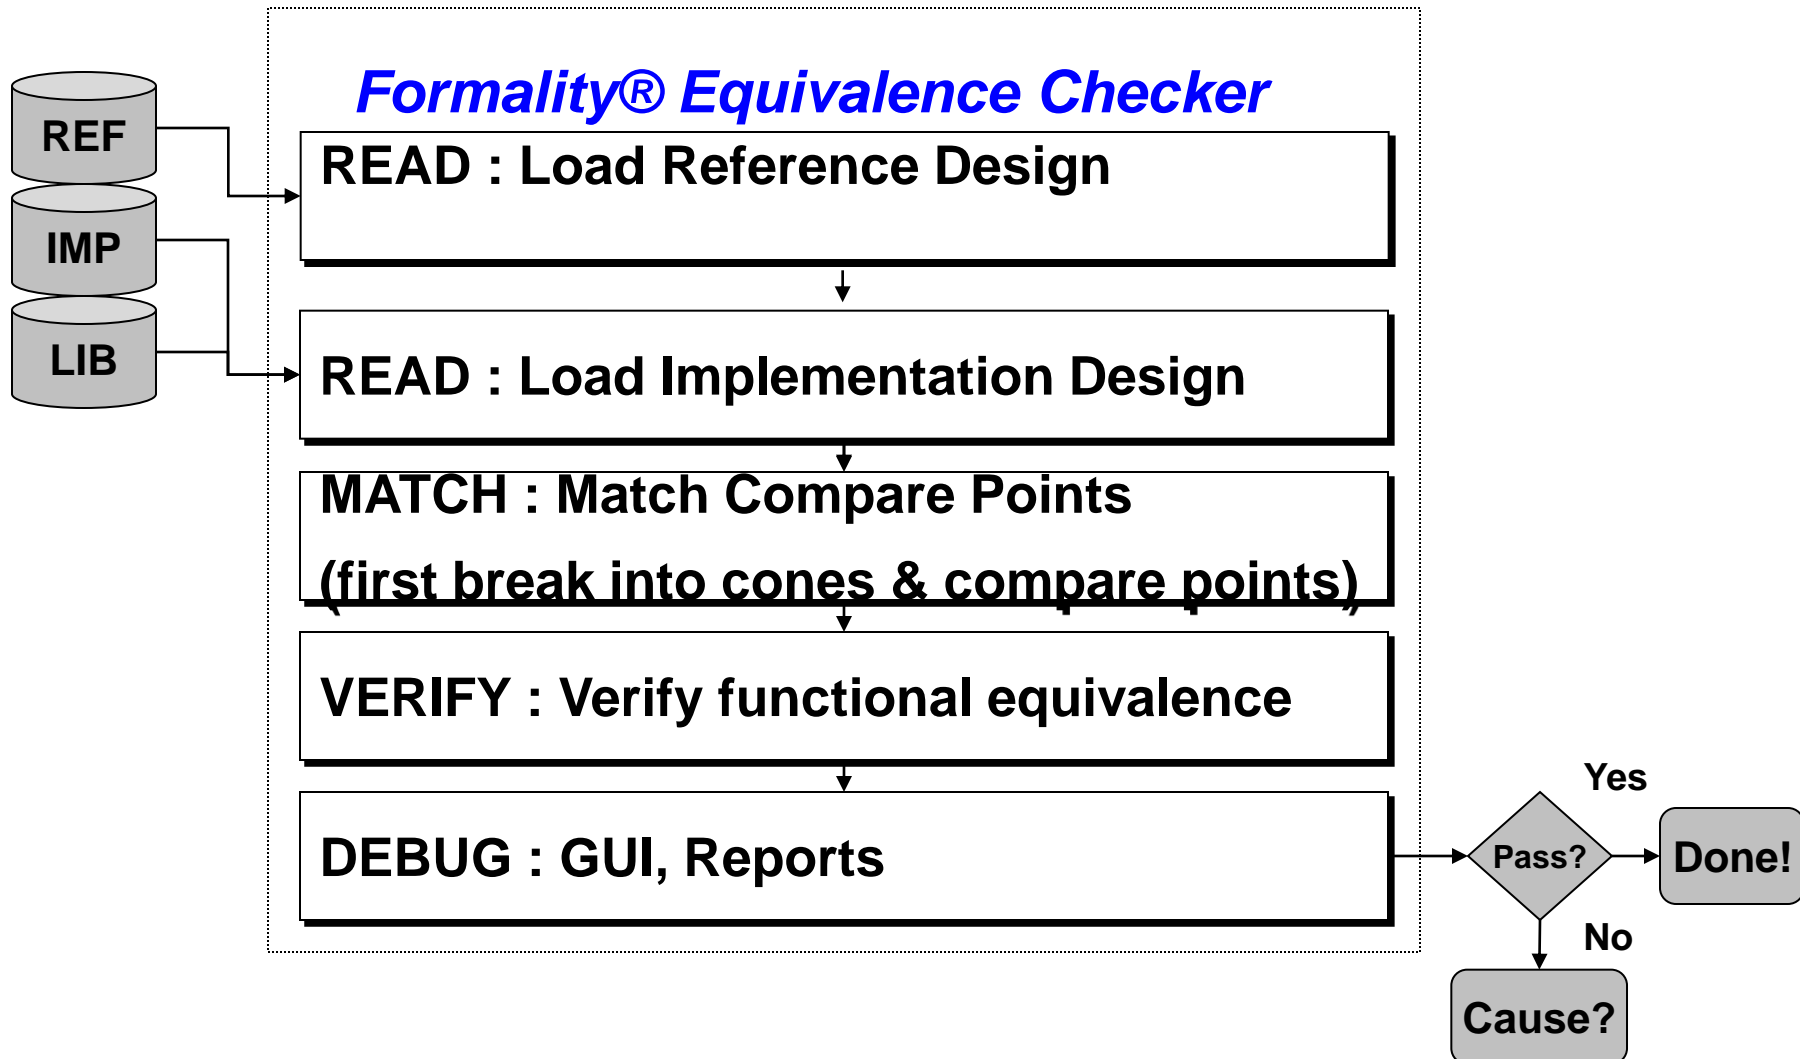 Formality® Equivalence Checker
REF
IMP
LIB
READ : Load Reference Design
READ : Load Implementation Design
MATCH : Match Compare Points
(first break into cones & compare points)
VERIFY : Verify functional equivalence
DEBUG : GUI, Reports
Pass?
Yes
Done!
No
Cause?